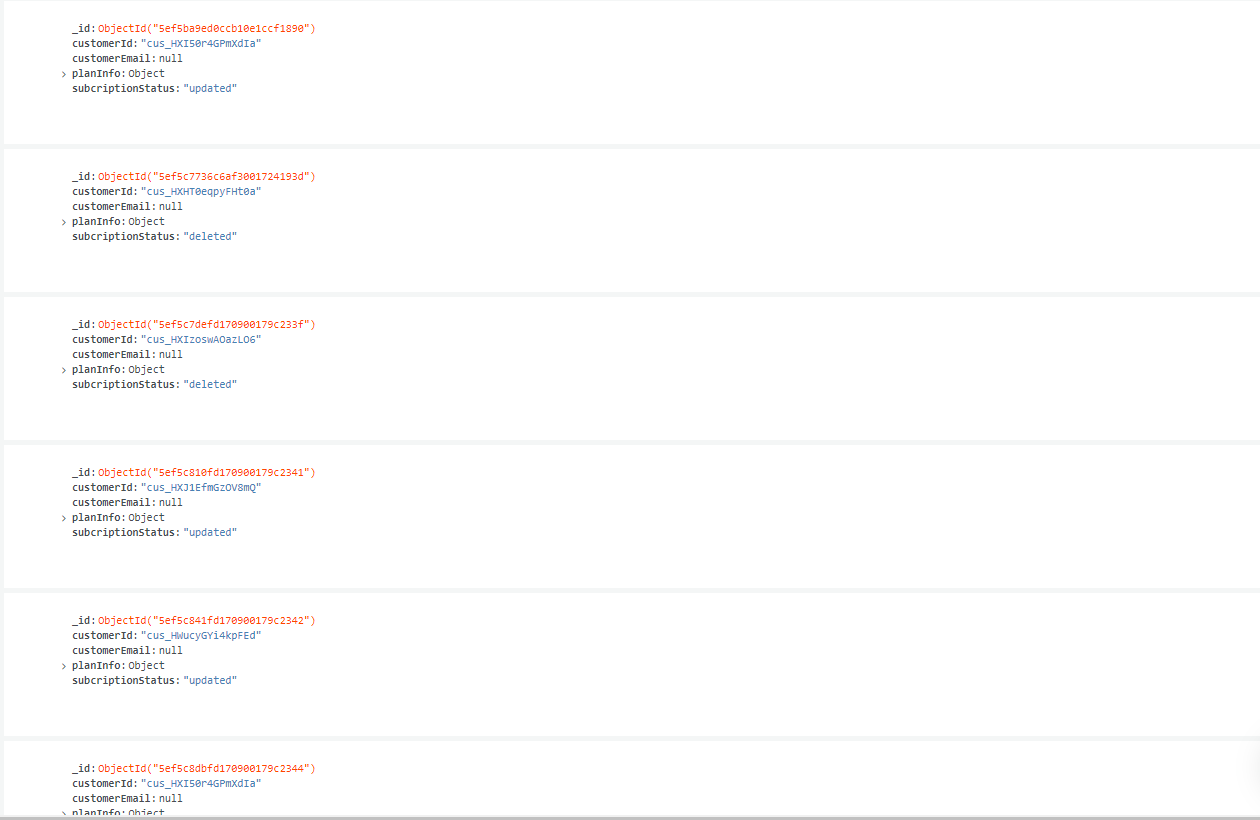 _id: ObjectId("5ef5ba9ed0ccb10e1ccf1890")
customerId: "cus_HXI50r4GPmXdIa"
customerEmail: null
> planInfo: Object
subcriptionStatus: "updated"
_id: ObjectId("5ef5c7736c6af3001724193d")
customerId: "cus_HXHT0eqpyFHt0a"
customerEmail: null
> planInfo: Object
subcriptionStatus: "deleted"
_id: ObjectId("5ef5c7defd170900179c233f")
customerId: "cus_HXIzoswAOazLO6"
customerEmail: null
> planInfo: Object
subcriptionStatus: "deleted"
_id: ObjectId("5ef5c810fd170900179c2341")
customerId: "cus_HXJ1EfmGzOV8mQ"
customerEmail: null
> planInfo: Object
subcriptionStatus: "updated"
_id: ObjectId("5ef5c841fd170900179c2342")
customerId: "cus_HWucyGYi4kpFEd"
customerEmail: null
> planInfo: Object
subcriptionStatus: "updated"
_id: ObjectId("5ef5c8dbfd170900179c2344")
customerId: "cus_HXI50r4GPmXdIa"
customerEmail: null
> planInfo: Object